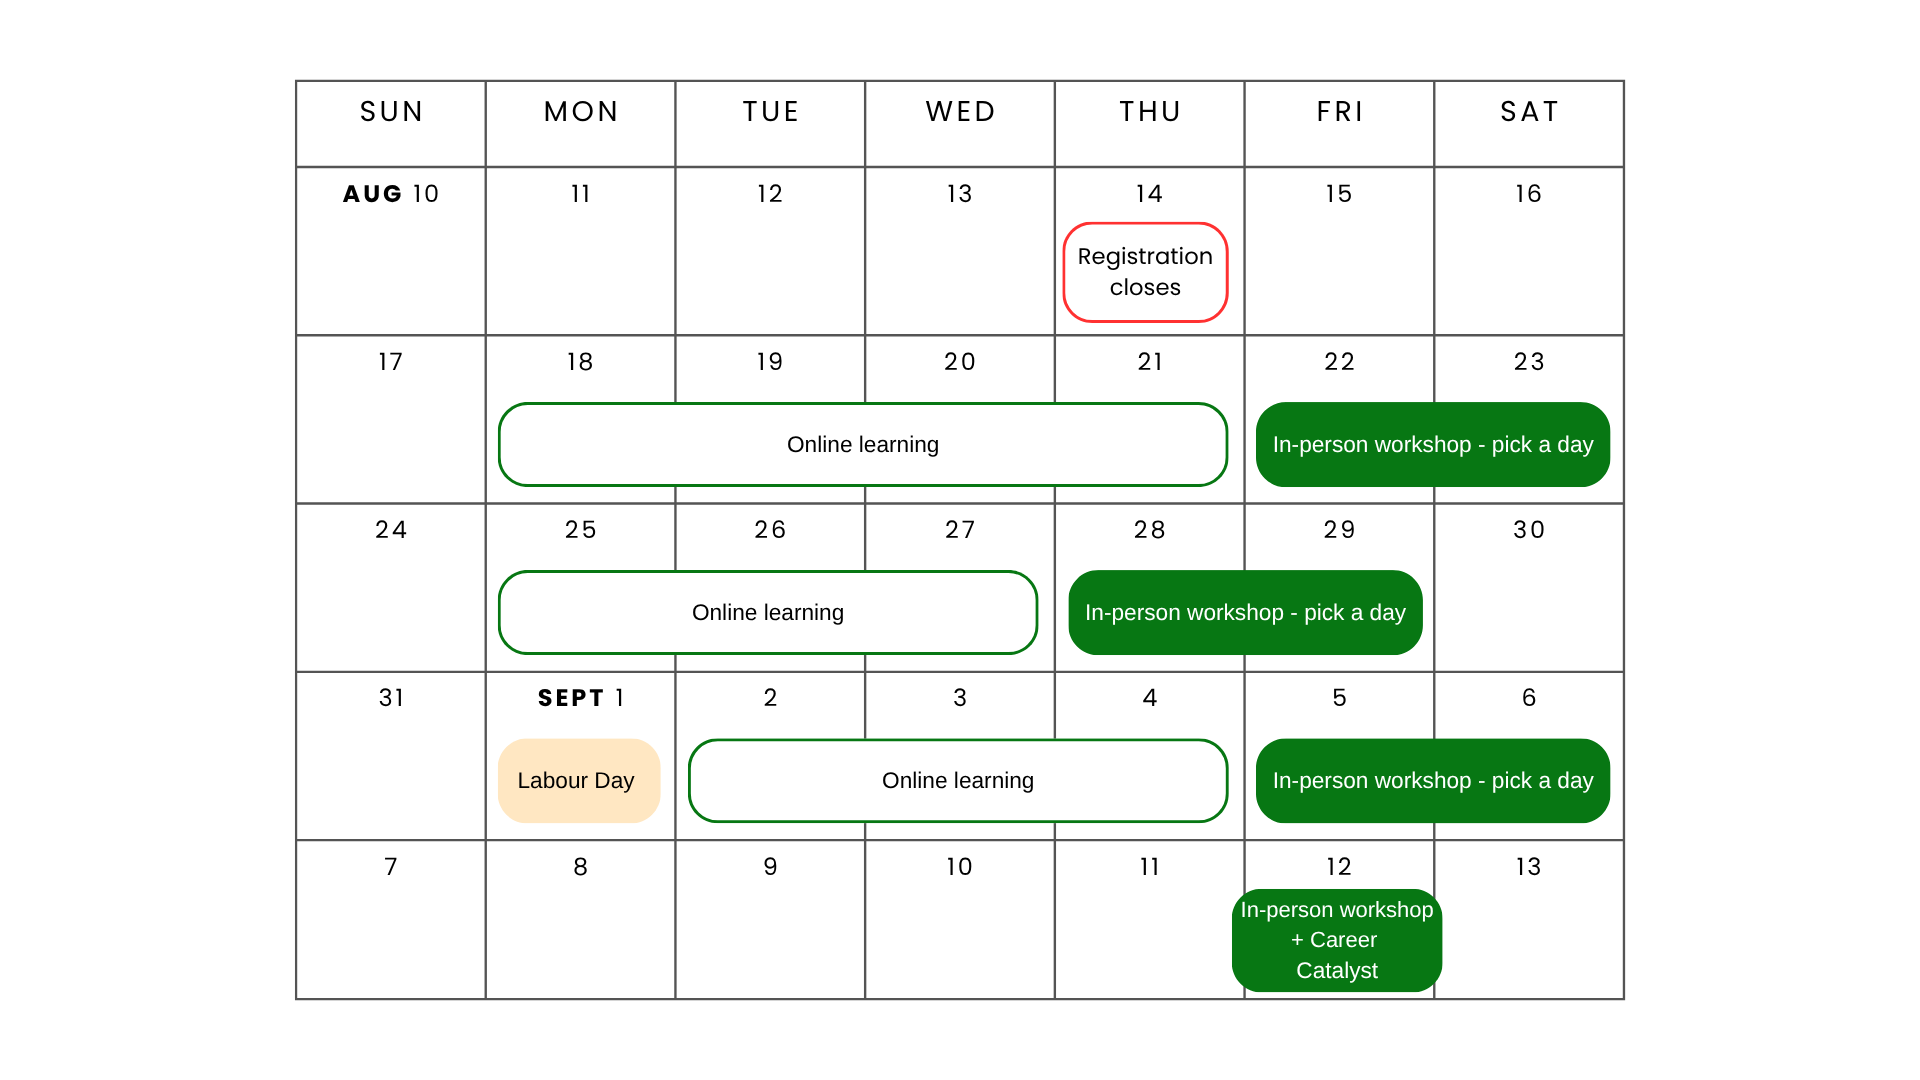 SUN MON TUE WED THU FRI SAT
AUG 10 11 12 13 14 15 16
Registration
closes
17 18 19 20 21 22 23
Online learning In-person workshop - pick a day
24 25 26 27 28 29 30
Online learning In-person workshop - pick a day
31 SEPT 1 2 3 4 5 6
Labour Day Online learning In-person workshop - pick a day
7 8 9 10 11 12 13
In-person workshop
+ Career
Catalyst